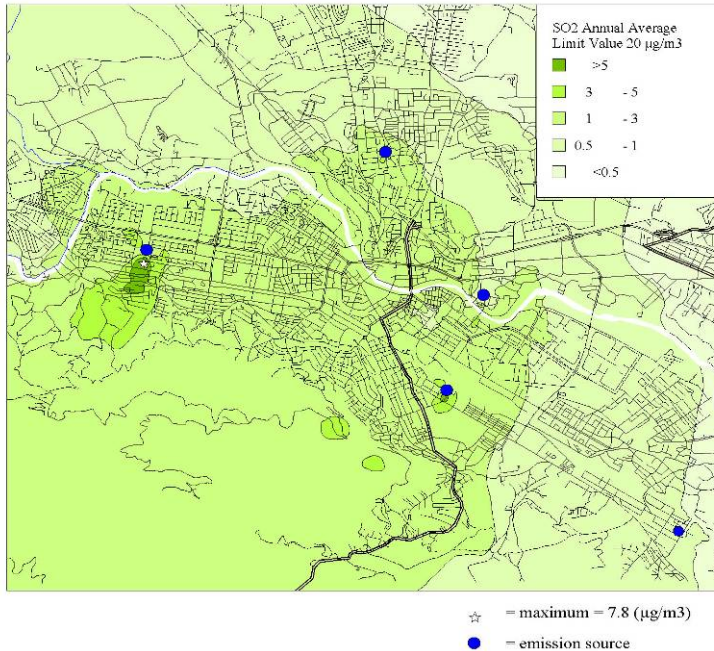 SO2 Annual Average
Limit Value 20 µg/m3
>5
3 - 5
1 - 3
0.5 - 1
<0.5
= maximum = 7.8 (µg/m3)
= emission source